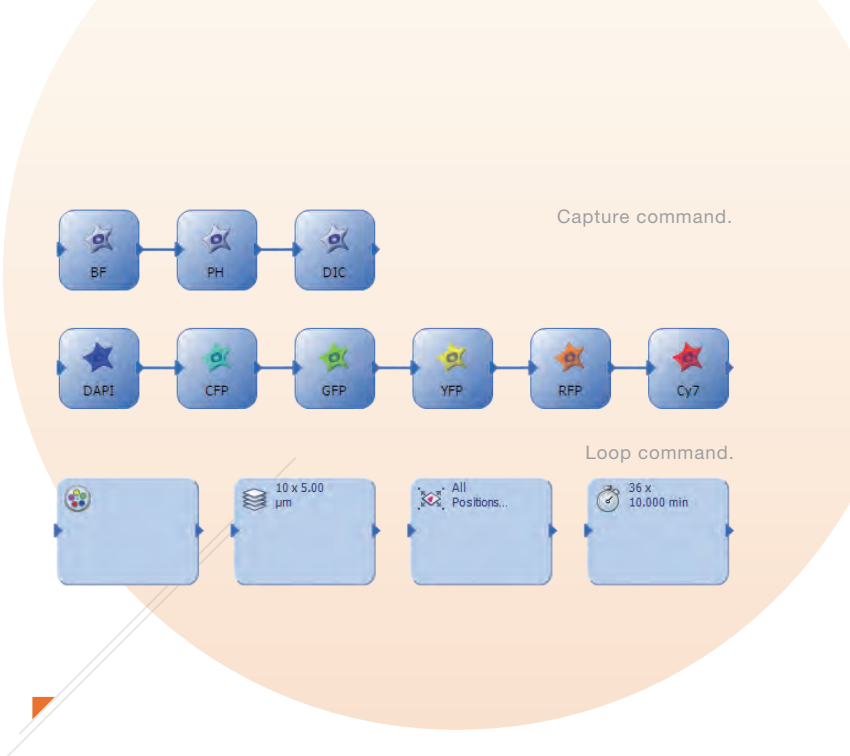 Capture command.
BF PH DIC
DAPI CFP GFP YFP RFP Cy7
Loop command.
10 x 5.00
µm
All
Positions...
36 x
10.000 min